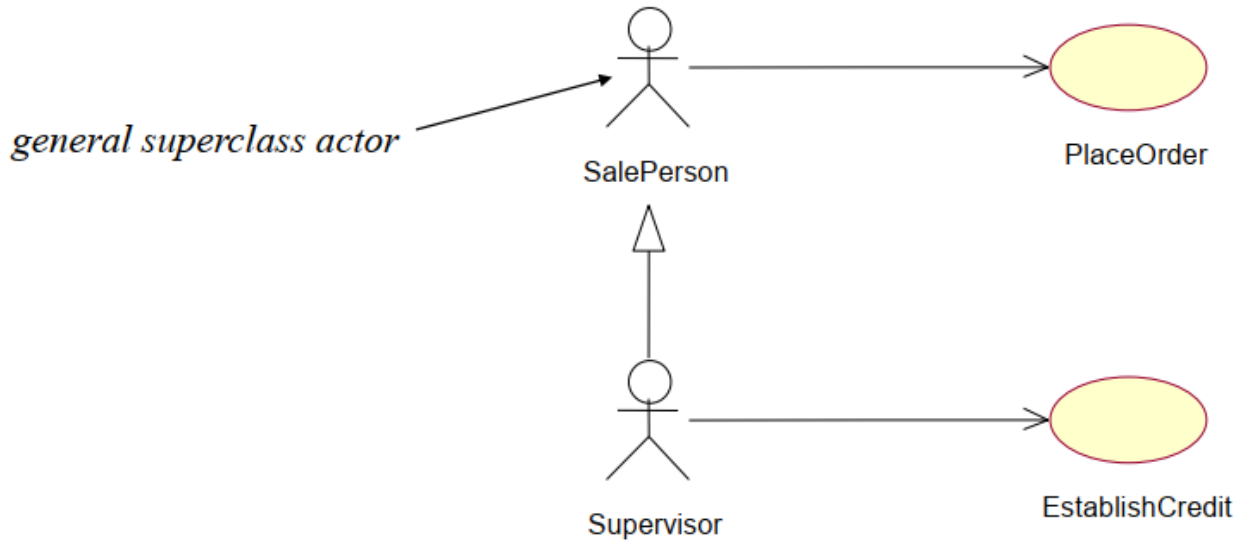 general superclass actor
SalePerson
PlaceOrder
Supervisor
EstablishCredit